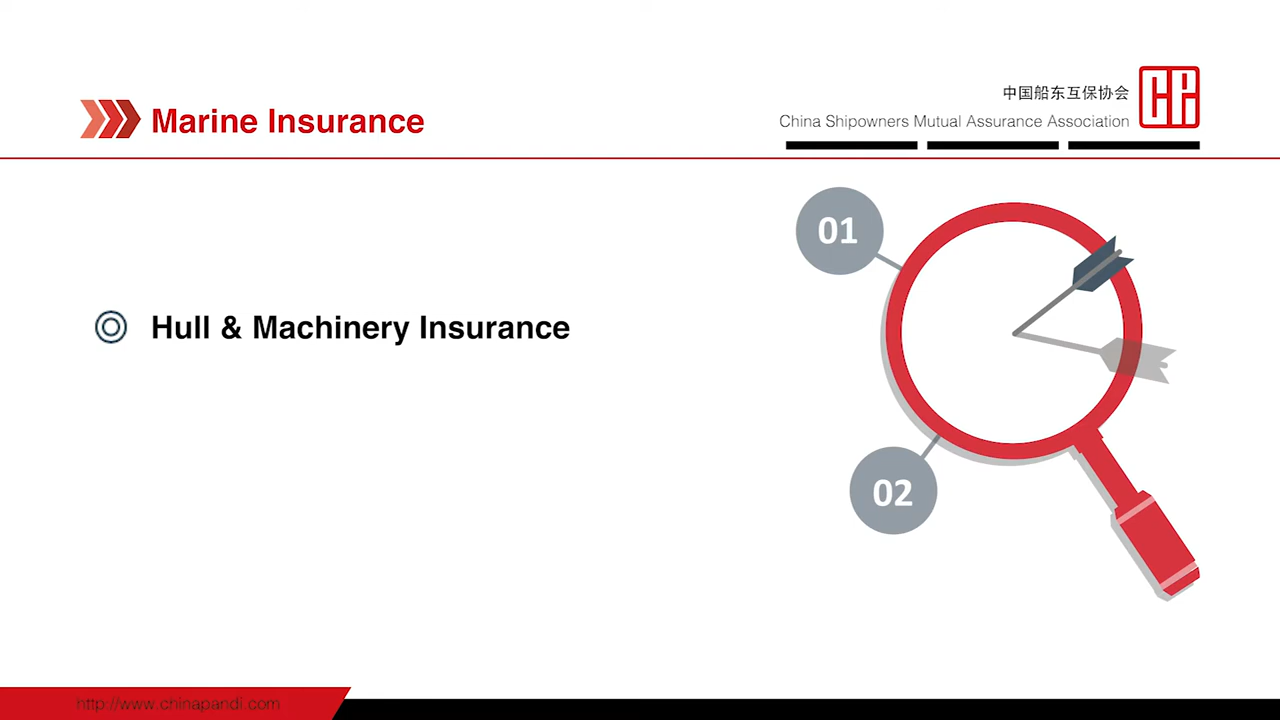 Marine Insurance
中国船东互保协会
China Shipowners Mutual Assurance Association
CPI
01
Hull & Machinery Insurance
02
http://www.chinapandi.com